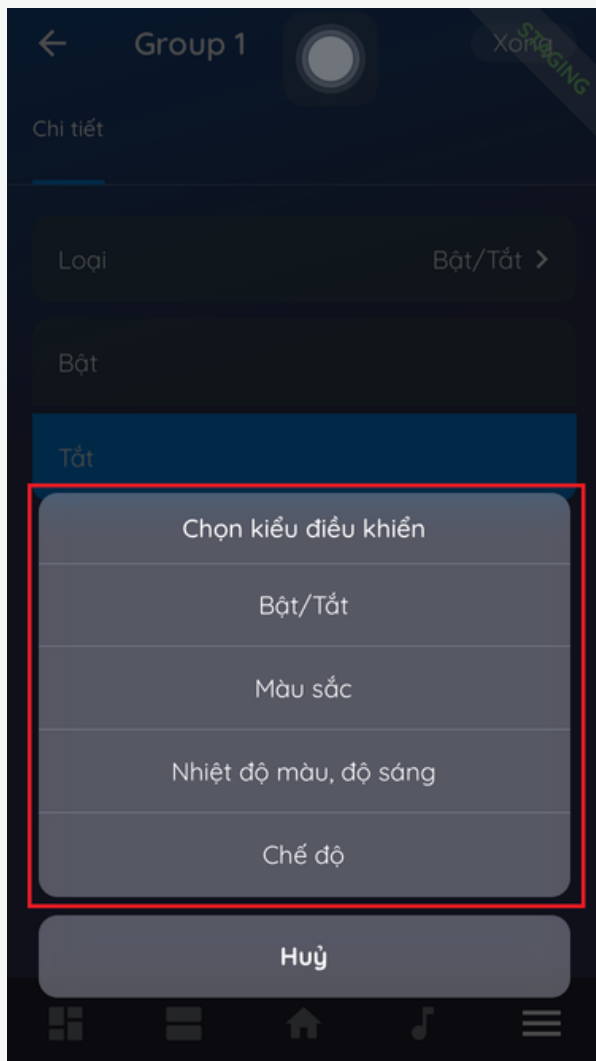 Group 1
Xong
STAGING
Chi tiết
Loại
Bật/Tắt
Bật
Tắt
Chọn kiểu điều khiển
Bật/Tắt
Màu sắc
Nhiệt độ màu, độ sáng
Chế độ
Huỷ